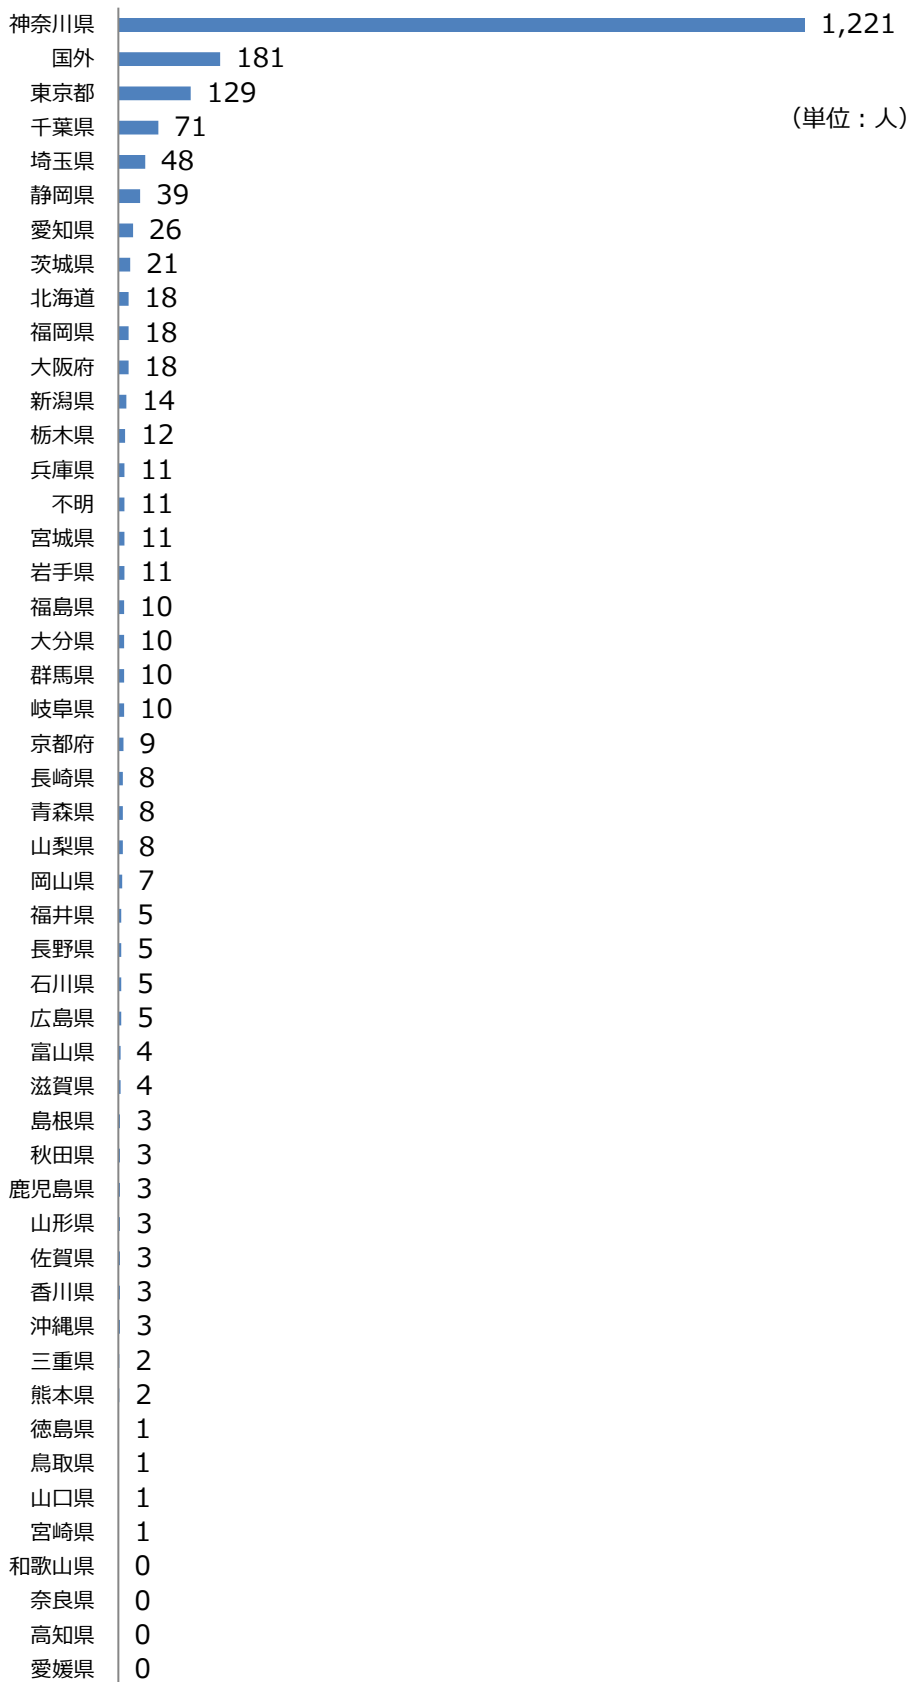 神奈川県 1,221
国外 181
東京都 129
千葉県 71
（単位：人）
埼玉県 48
静岡県 39
愛知県 26
茨城県 21
北海道 18
福岡県 18
大阪府 18
新潟県 14
栃木県 12
兵庫県 11
不明 11
宮城県 11
岩手県 11
福島県 10
大分県 10
群馬県 10
岐阜県 10
京都府 9
長崎県 8
青森県 8
山梨県 8
岡山県 7
福井県 5
長野県 5
石川県 5
広島県 5
富山県 4
滋賀県 4
島根県 3
秋田県 3
鹿児島県 3
山形県 3
佐賀県 3
香川県 3
沖縄県 3
三重県 2
熊本県 2
徳島県 1
鳥取県 1
山口県 1
宮崎県 1
和歌山県 0
奈良県 0
高知県 0
愛媛県 0